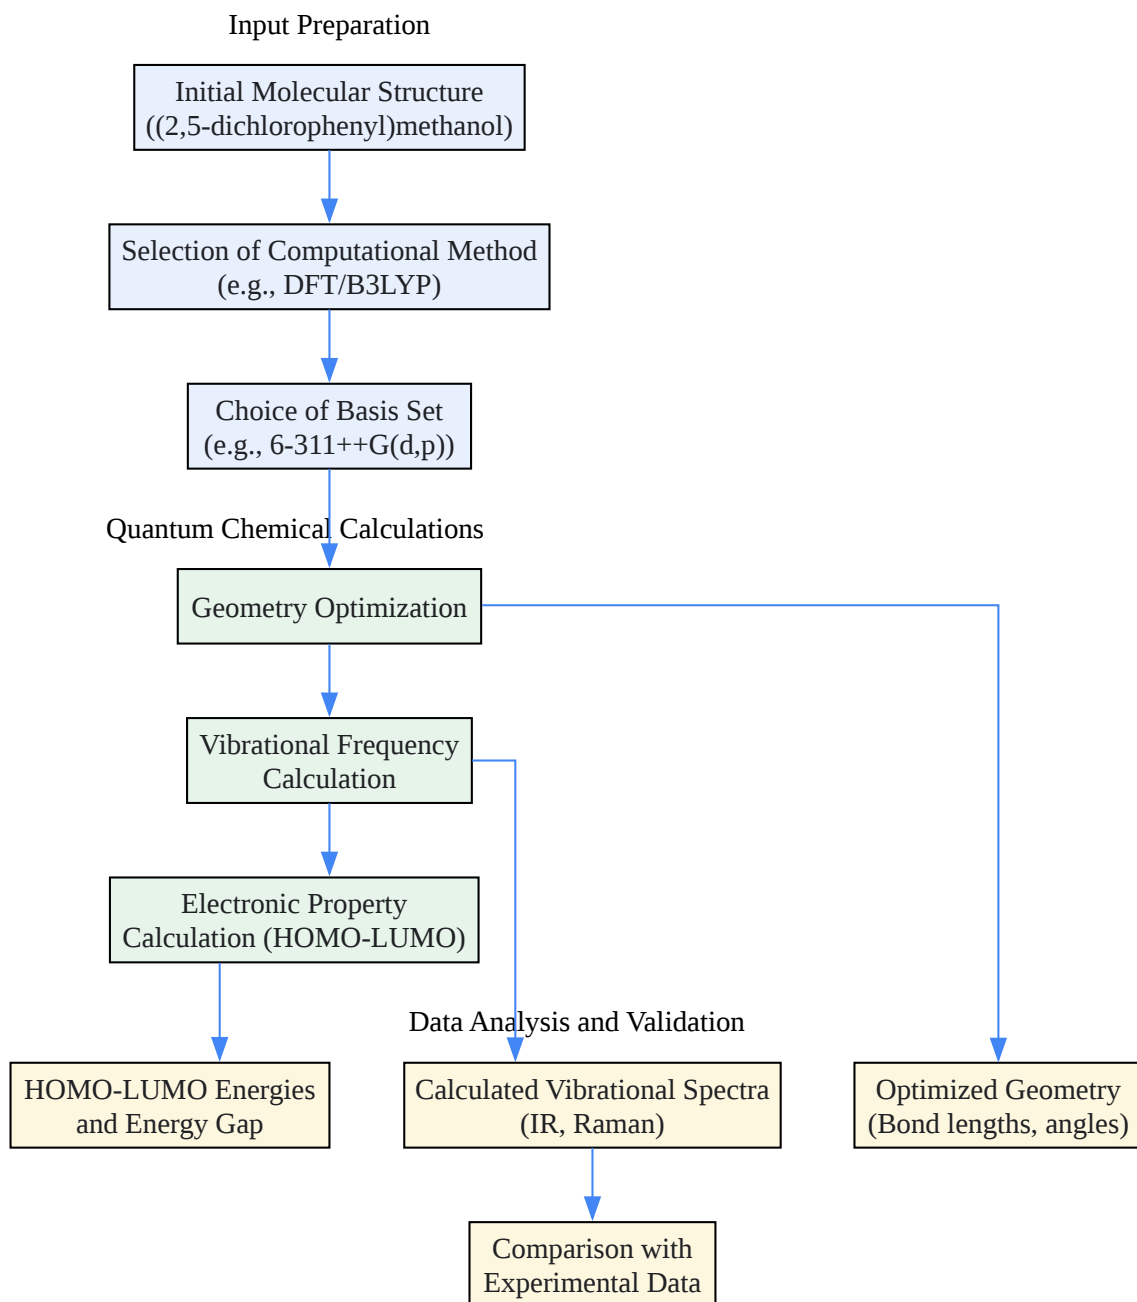 Input Preparation
Initial Molecular Structure
((2,5-dichlorophenyl)methanol)
Selection of Computational Method
(e.g., DFT/B3LYP)
Choice of Basis Set
(e.g., 6-311++G(d,p))
Quantum Chemical Calculations
Geometry Optimization
Vibrational Frequency
Calculation
Electronic Property
Calculation (HOMO-LUMO)
Data Analysis and Validation
HOMO-LUMO Energies
and Energy Gap
Calculated Vibrational Spectra
(IR, Raman)
Optimized Geometry
(Bond lengths, angles)
Comparison with
Experimental Data